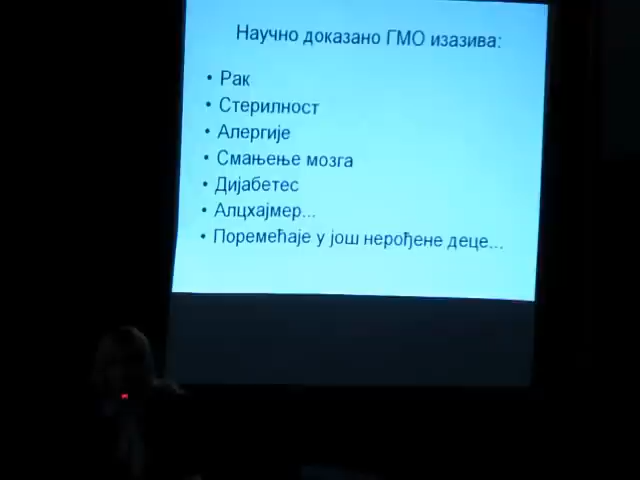 Научно доказано ГМО изазива:
• Рак
• Стерилност
• Алергије
• Смањење мозга
• Дијабетес
• Алцхајмер...
• Поремећаје у још нерођене деце...